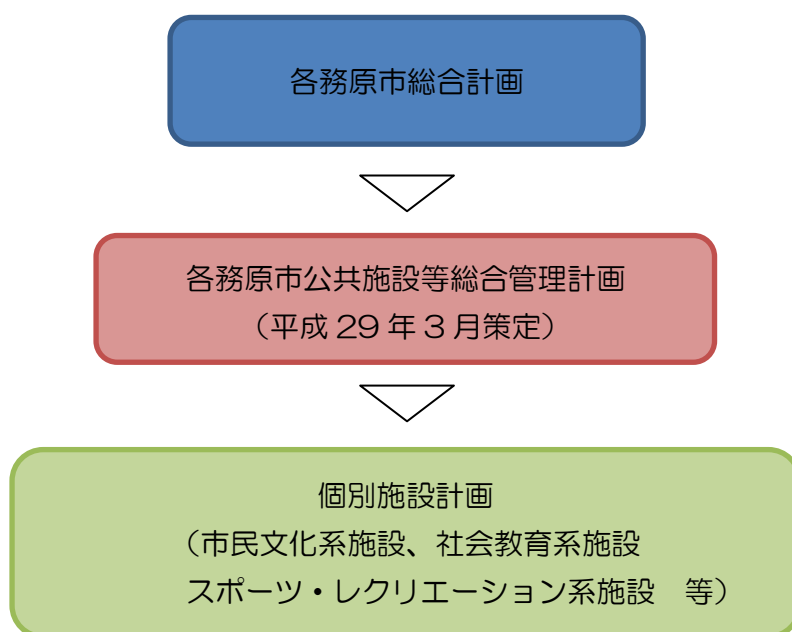 各務原市総合計画
各務原市公共施設等総合管理計画
（平成 29 年 3 月策定）
個別施設計画
（市民文化系施設、社会教育系施設
スポーツ・レクリエーション系施設　等）